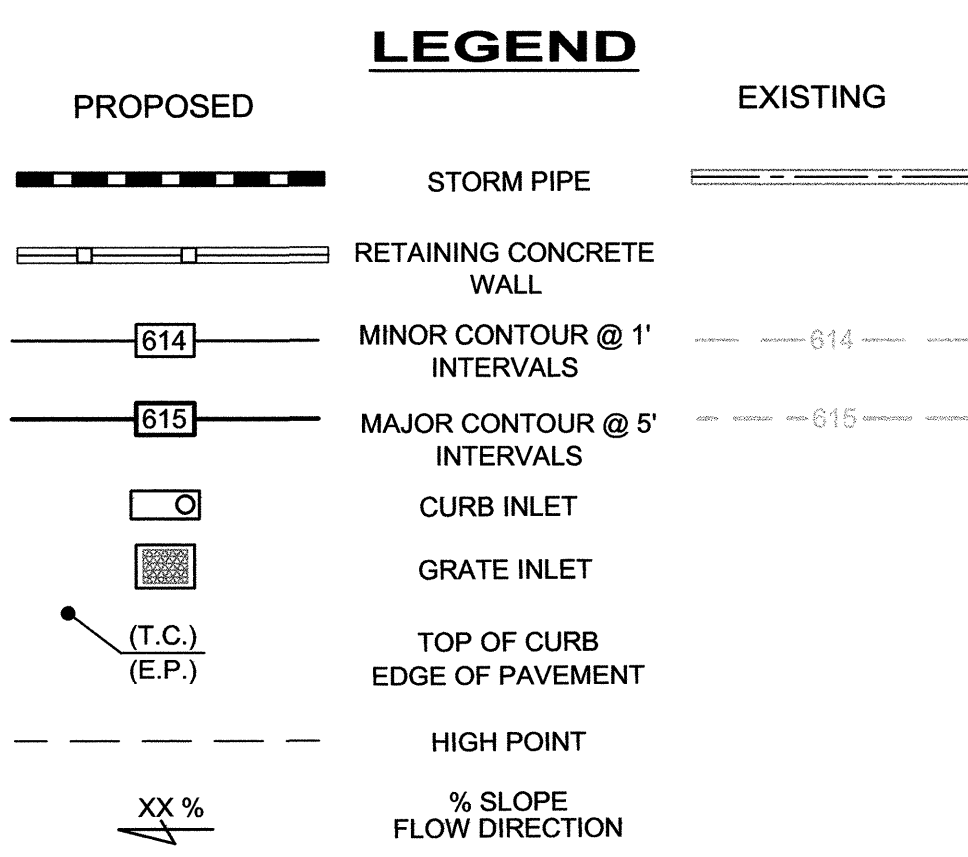 LEGEND
PROPOSED
EXISTING
STORM PIPE
RETAINING CONCRETE
WALL
614
MINOR CONTOUR @ 1'
INTERVALS
614
615
MAJOR CONTOUR @ 5'
INTERVALS
615
CURB INLET
GRATE INLET
(T.C.)
(E.P.)
TOP OF CURB
EDGE OF PAVEMENT
HIGH POINT
XX %
% SLOPE
FLOW DIRECTION